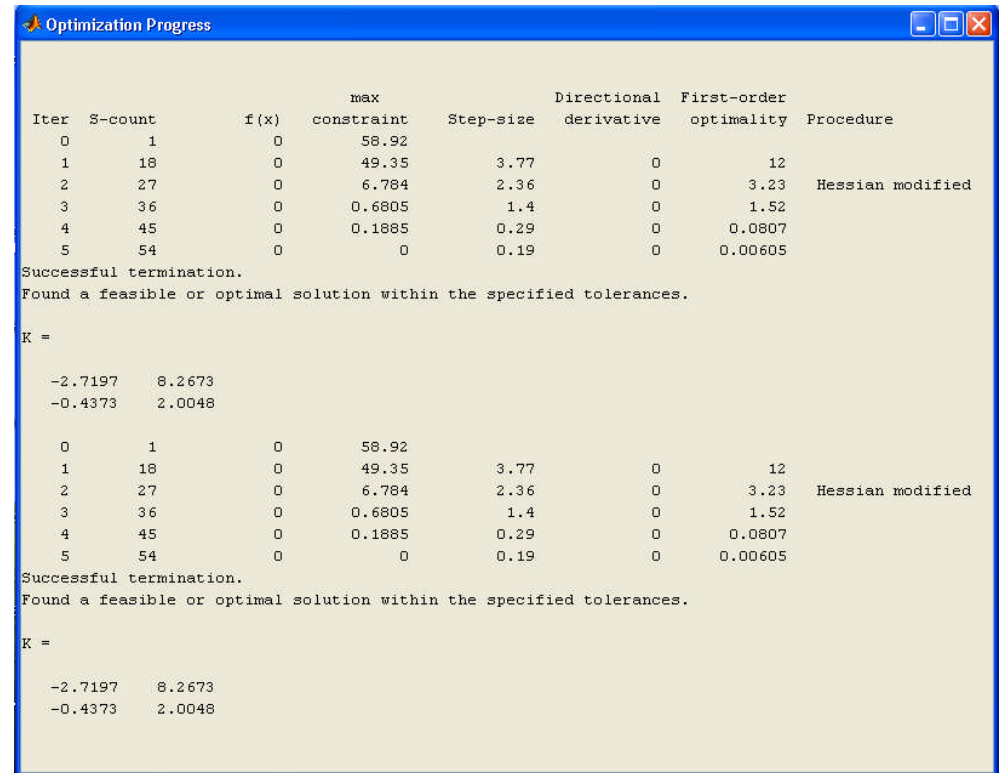 Optimization Progress
max Directional First-order
Iter S-count f(x) constraint Step-size derivative optimality Procedure
0 1 0 58.92
1 18 0 49.35 3.77 0 12
2 27 0 6.784 2.36 0 3.23 Hessian modified
3 36 0 0.6805 1.4 0 1.52
4 45 0 0.1885 0.29 0 0.0807
5 54 0 0 0.19 0 0.00605
Successful termination.
Found a feasible or optimal solution within the specified tolerances.
K =
-2.7197 8.2673
-0.4373 2.0048
0 1 0 58.92
1 18 0 49.35 3.77 0 12
2 27 0 6.784 2.36 0 3.23 Hessian modified
3 36 0 0.6805 1.4 0 1.52
4 45 0 0.1885 0.29 0 0.0807
5 54 0 0 0.19 0 0.00605
Successful termination.
Found a feasible or optimal solution within the specified tolerances.
K =
-2.7197 8.2673
-0.4373 2.0048